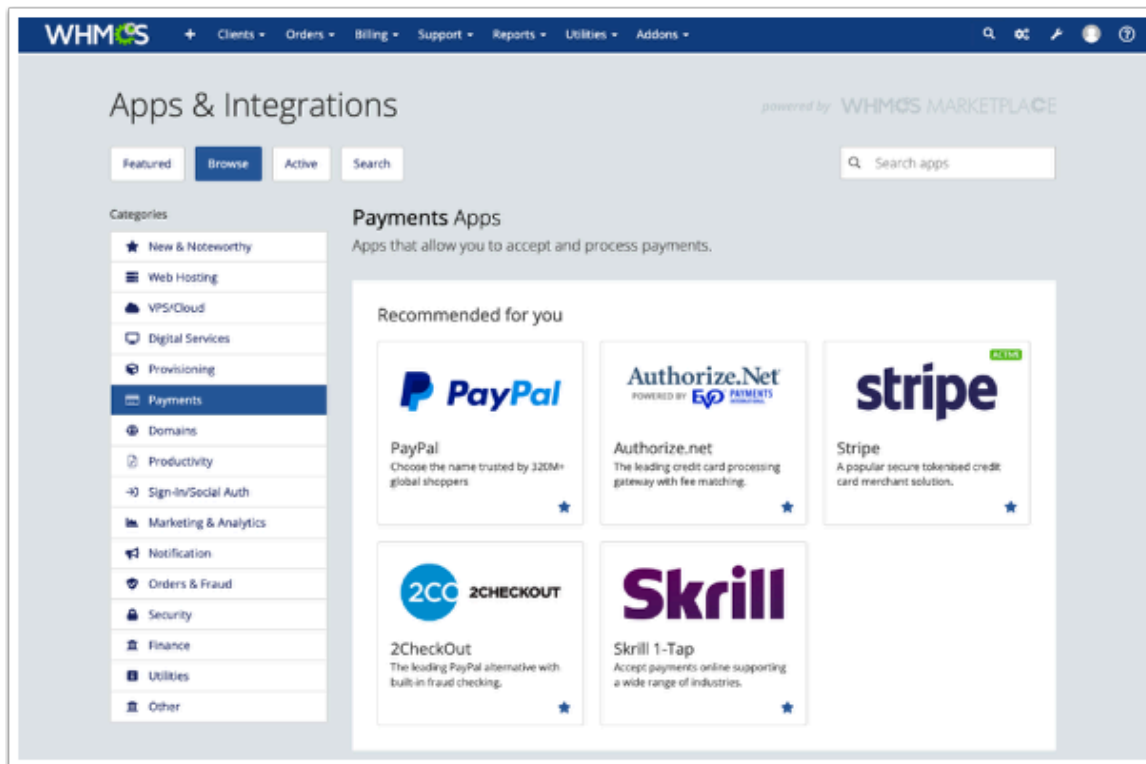 WHMCS + Clients Orders Billing Support Reports Utilities Addons
Apps & Integrations
powered by WHMCS MARKETPLACE
Featured Browse Active Search
Search apps
Categories
New & Noteworthy
Web Hosting
VPS/Cloud
Digital Services
Provisioning
Payments
Domains
Productivity
Sign-In/Social Auth
Marketing & Analytics
Notification
Orders & Fraud
Security
Finance
Utilities
Other
Payments Apps
Apps that allow you to accept and process payments.
Recommended for you
PayPal
PayPal
Choose the name trusted by 320M+
global shoppers
Authorize.Net
POWERED BY EVO PAYMENTS
INTERNATIONAL
Authorize.net
The leading credit card processing
gateway with fee matching.
ACTIVE
stripe
Stripe
A popular secure tokenised credit
card merchant solution.
2CO 2CHECKOUT
2CheckOut
The leading PayPal alternative with
built-in fraud checking.
Skrill
Skrill 1-Tap
Accept payments online supporting
a wide range of industries.